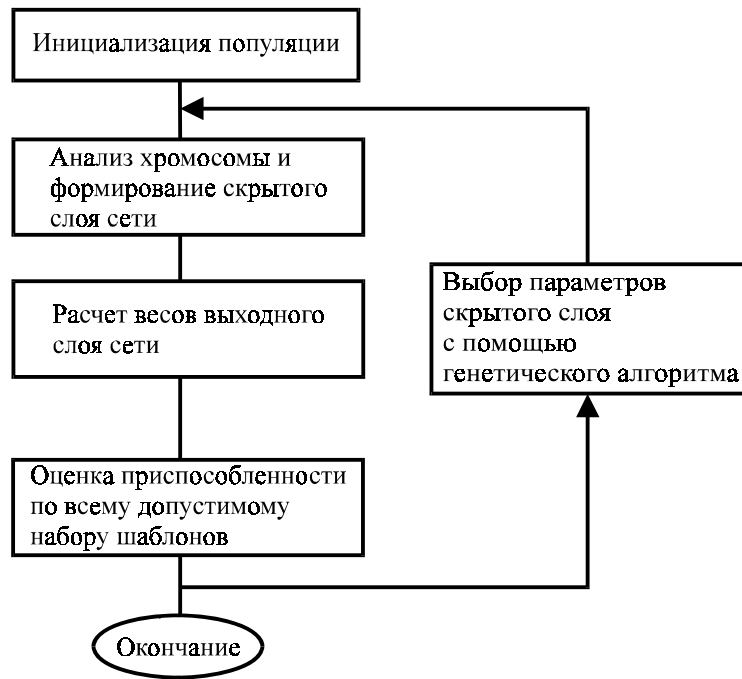 Инициализация популяции
Анализ хромосомы и
формирование скрытого
слоя сети
Расчет весов выходного
слоя сети
Выбор параметров
скрытого слоя
с помощью
генетического алгоритма
Оценка приспособленности
по всему допустимому
набору шаблонов
Окончание